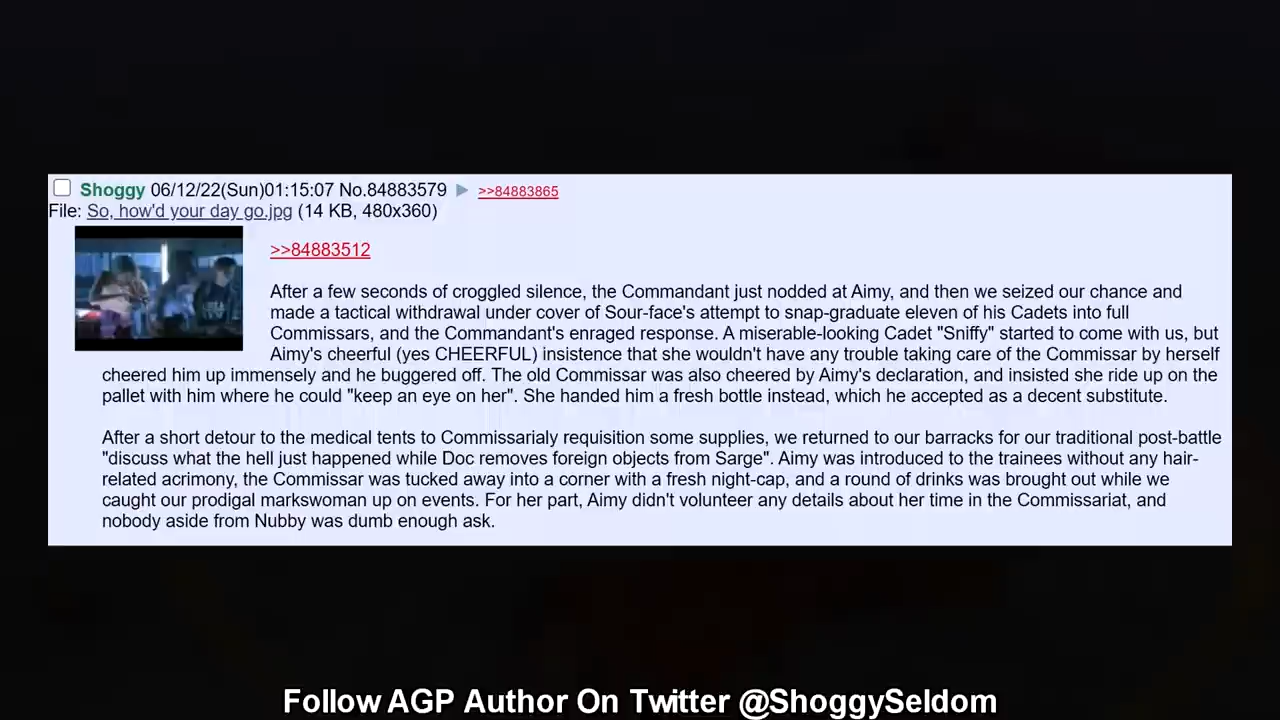 Shoggy 06/12/22(Sun)01:15:07 No.84883579 ▶ >>84883865
File: So, how'd your day go.jpg (14 KB, 480x360)
>>84883512
After a few seconds of croggled silence, the Commandant just nodded at Aimy, and then we seized our chance and
made a tactical withdrawal under cover of Sour-face's attempt to snap-graduate eleven of his Cadets into full
Commissars, and the Commandant's enraged response. A miserable-looking Cadet "Sniffy" started to come with us, but
Aimy's cheerful (yes CHEERFUL) insistence that she wouldn't have any trouble taking care of the Commissar by herself
cheered him up immensely and he buggered off. The old Commissar was also cheered by Aimy's declaration, and insisted she ride up on the
pallet with him where he could "keep an eye on her". She handed him a fresh bottle instead, which he accepted as a decent substitute.
After a short detour to the medical tents to Commissarialy requisition some supplies, we returned to our barracks for our traditional post-battle
"discuss what the hell just happened while Doc removes foreign objects from Sarge". Aimy was introduced to the trainees without any hair-
related acrimony, the Commissar was tucked away into a corner with a fresh night-cap, and a round of drinks was brought out while we
caught our prodigal markswoman up on events. For her part, Aimy didn't volunteer any details about her time in the Commissariat, and
nobody aside from Nubby was dumb enough ask.
Follow AGP Author On Twitter @ShoggySeldom